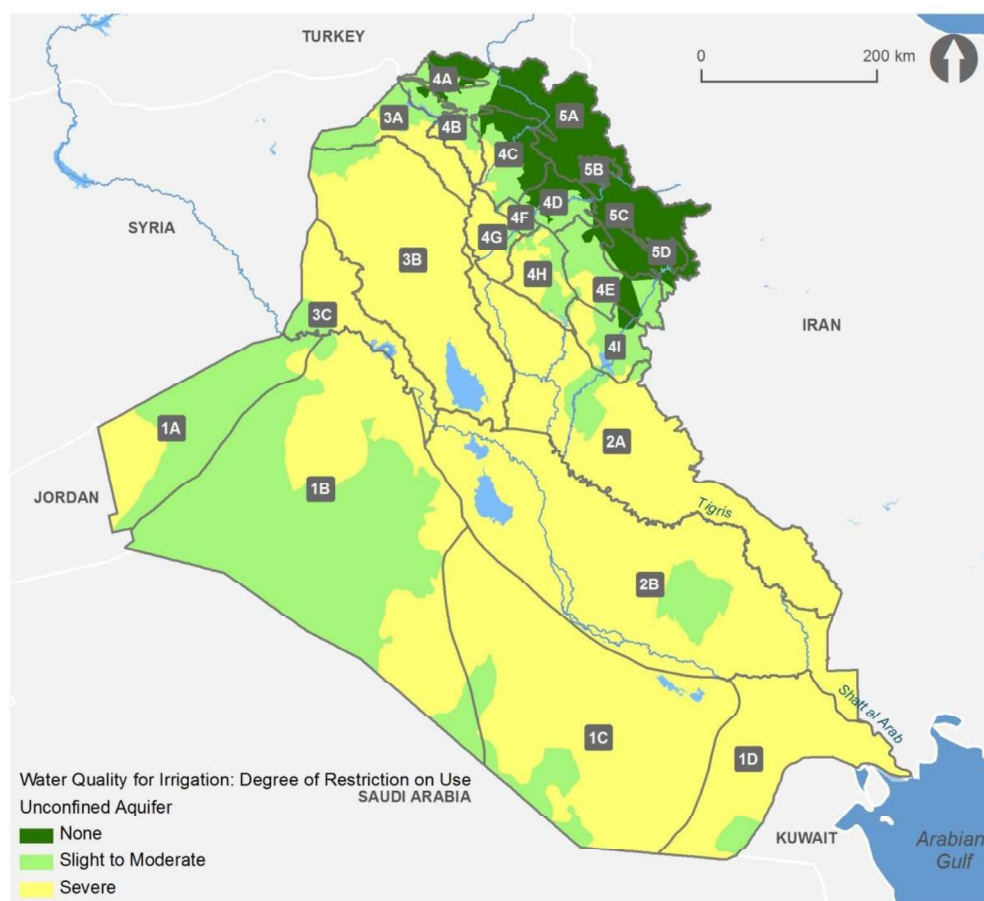 TURKEY
0 200 km
4A
5A
3A
4B
4C
5B
4D
5C
4F
SYRIA
4G
5D
3B
4H
4E
3C
IRAN
4I
1A
2A
1B
JORDAN
Tigris
2B
Shatt al Arab
1C
1D
Water Quality for Irrigation: Degree of Restriction on Use
SAUDI ARABIA
Unconfined Aquifer
None
Slight to Moderate
Severe
KUWAIT
Arabian
Gulf